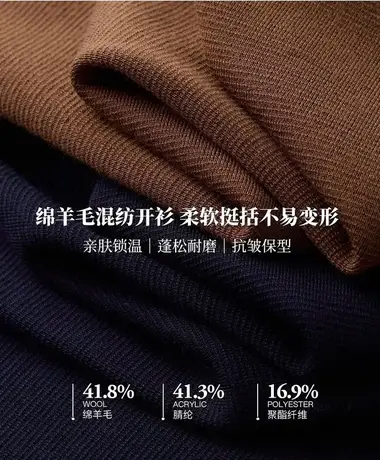 绵羊毛混纺开衫 柔软挺括不易变形
亲肤锁温｜蓬松耐磨｜抗皱保型
41.8%
WOOL
绵羊毛
41.3%
ACRYLIC
腈纶
16.9%
POLYESTER
聚酯纤维